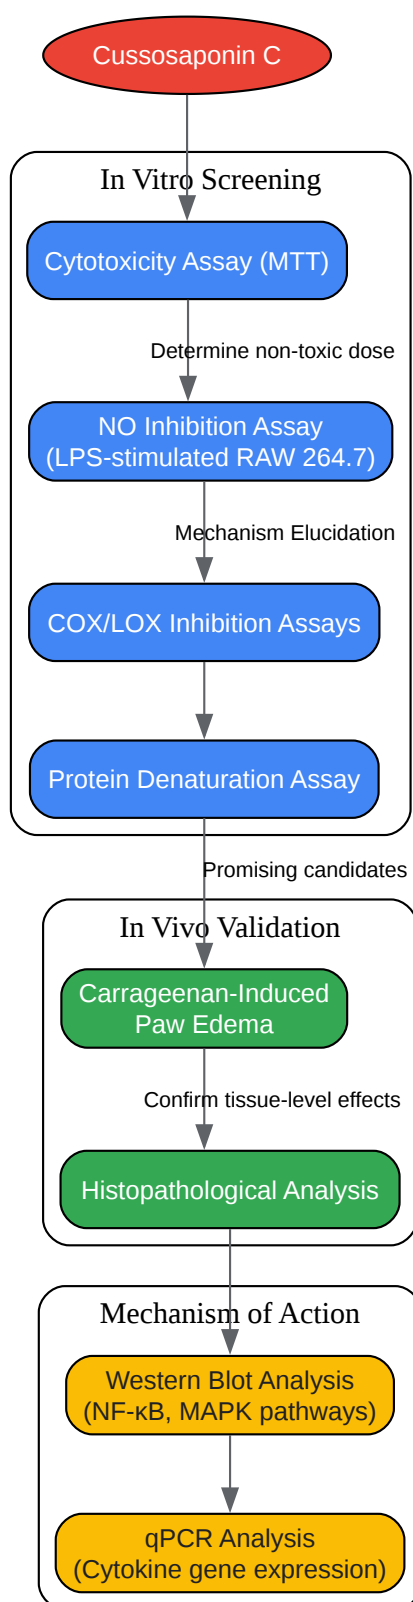 Cussosaponin C
In Vitro Screening
Cytotoxicity Assay (MTT)
Determine non-toxic dose
NO Inhibition Assay
(LPS-stimulated RAW 264.7)
Mechanism Elucidation
COX/LOX Inhibition Assays
Protein Denaturation Assay
Promising candidates
In Vivo Validation
Carrageenan-Induced
Paw Edema
Confirm tissue-level effects
Histopathological Analysis
Mechanism of Action
Western Blot Analysis
(NF-κB, MAPK pathways)
qPCR Analysis
(Cytokine gene expression)